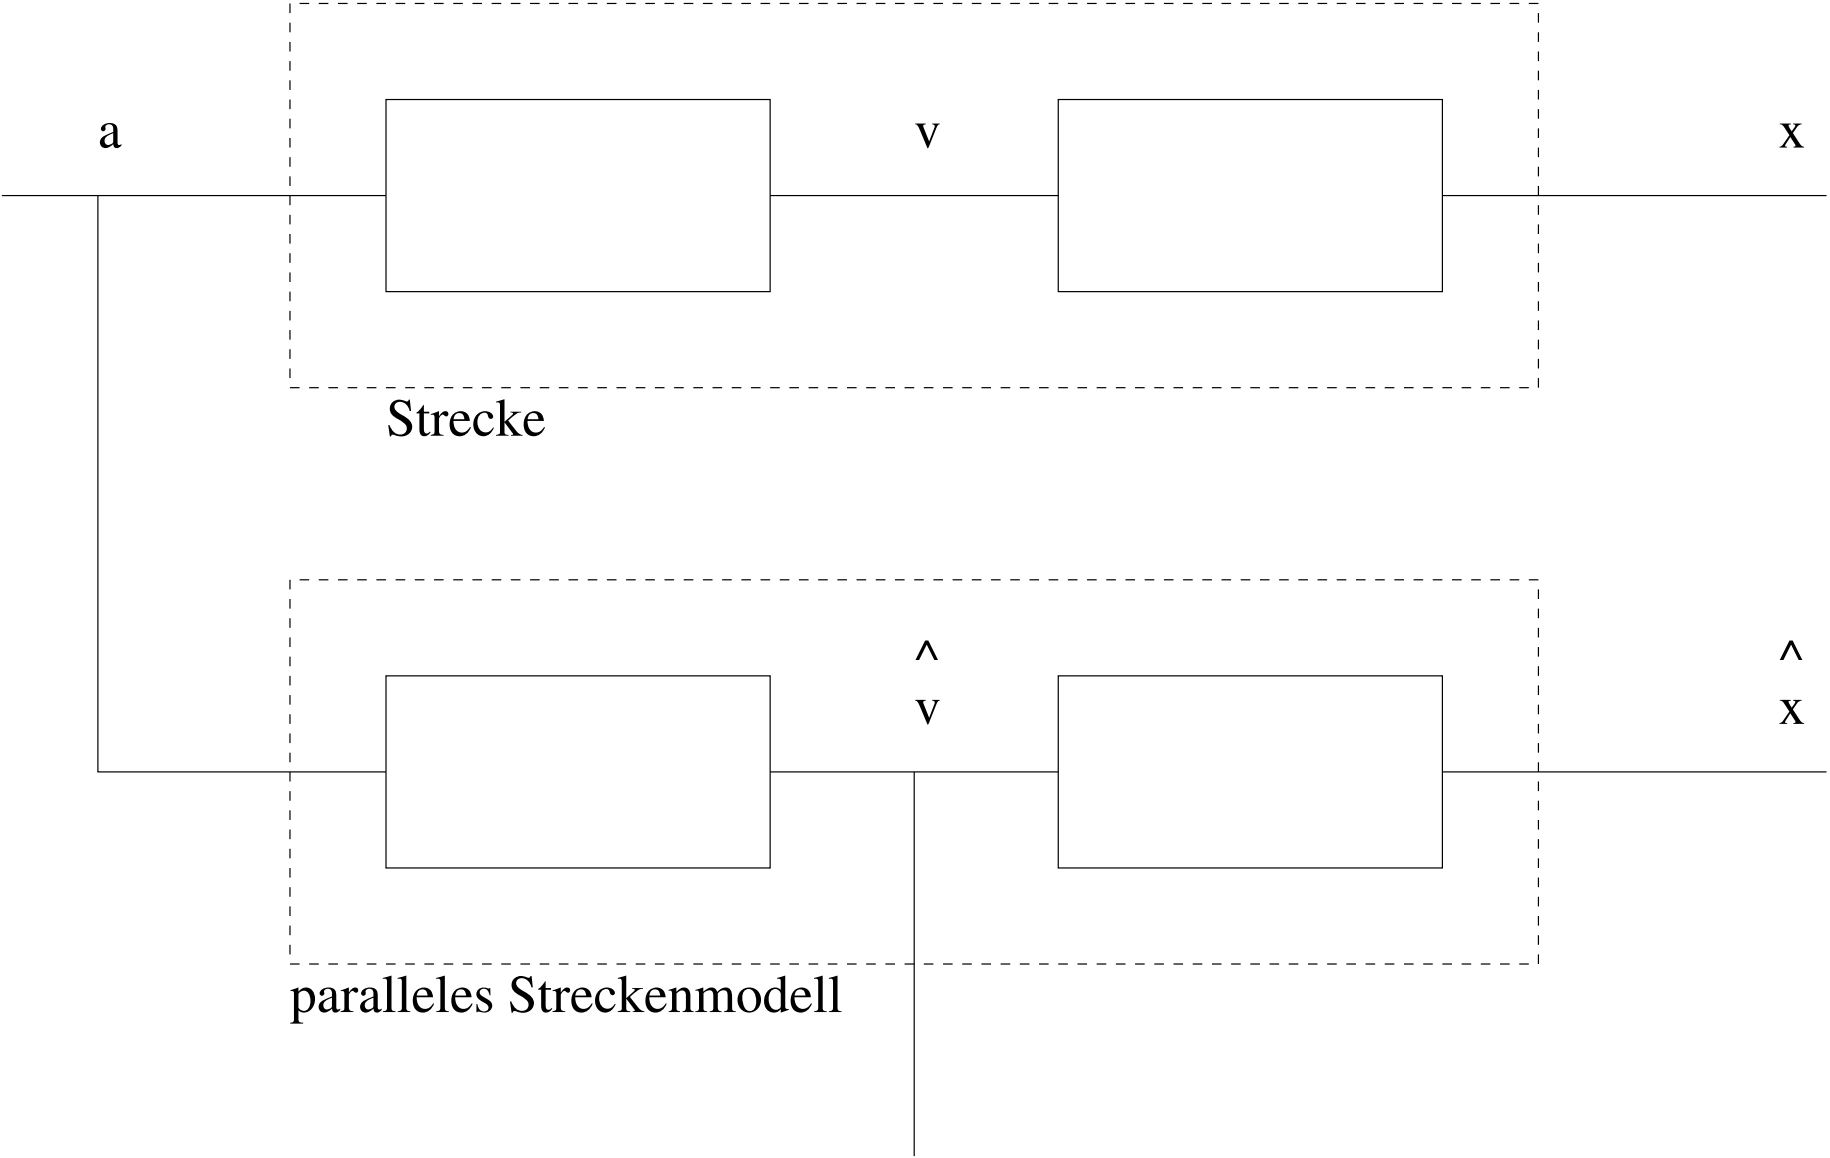 a v x
Strecke
^ ^
v x
paralleles Streckenmodell